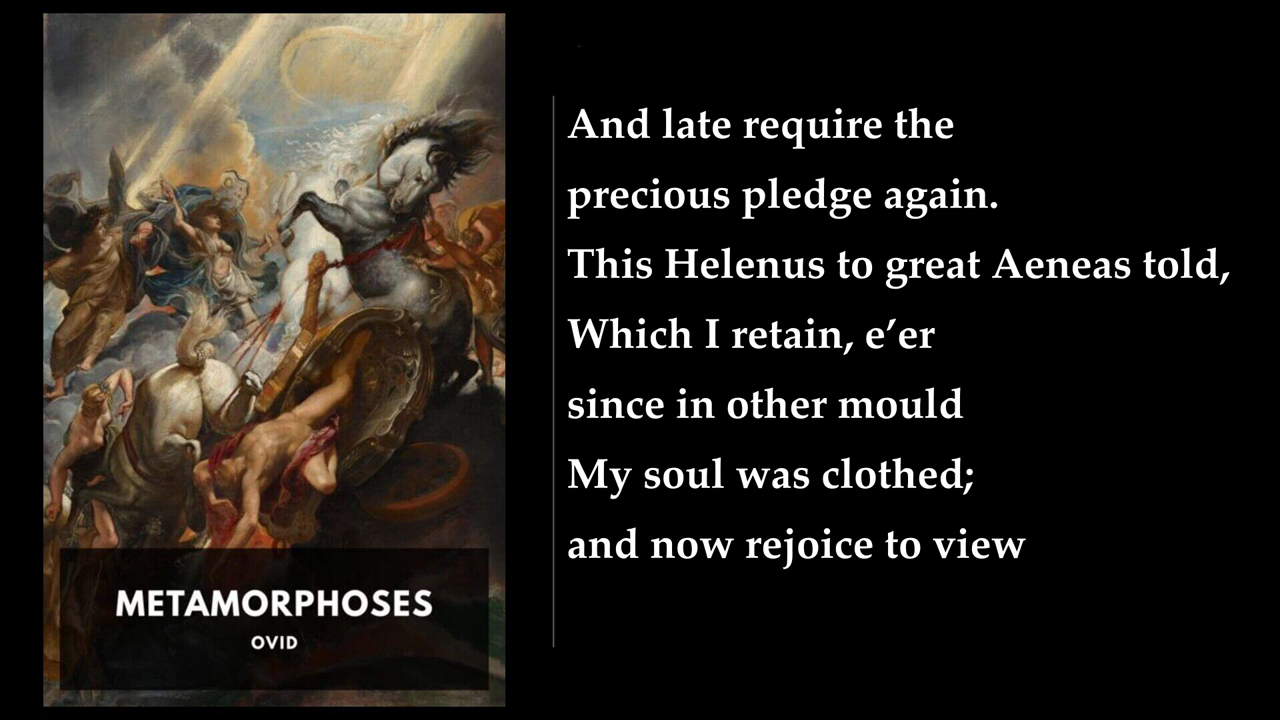 METAMORPHOSES
OVID
And late require the
precious pledge again.
This Helenus to great Aeneas told,
Which I retain, e’er
since in other mould
My soul was clothed;
and now rejoice to view